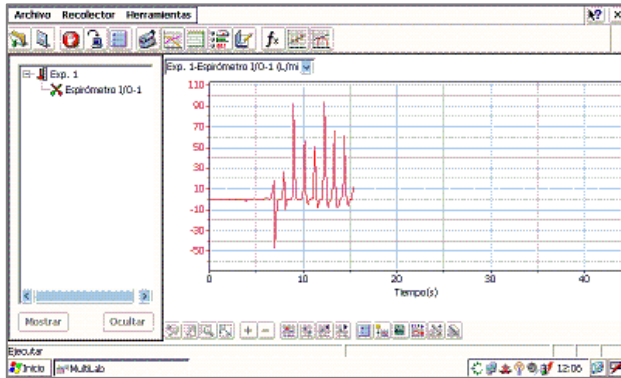 Archivo Recolector Herramientas
Exp. 1
Espirómetro I/O-1
Mostrar Ocultar
Exp. 1-Espirómetro I/O-1 (L/mi
110
90
70
50
30
10
-10
-30
-50
0 10 20 30 40
Tiempo(s)
Ejecutar
Inicio MultiLab 12:06